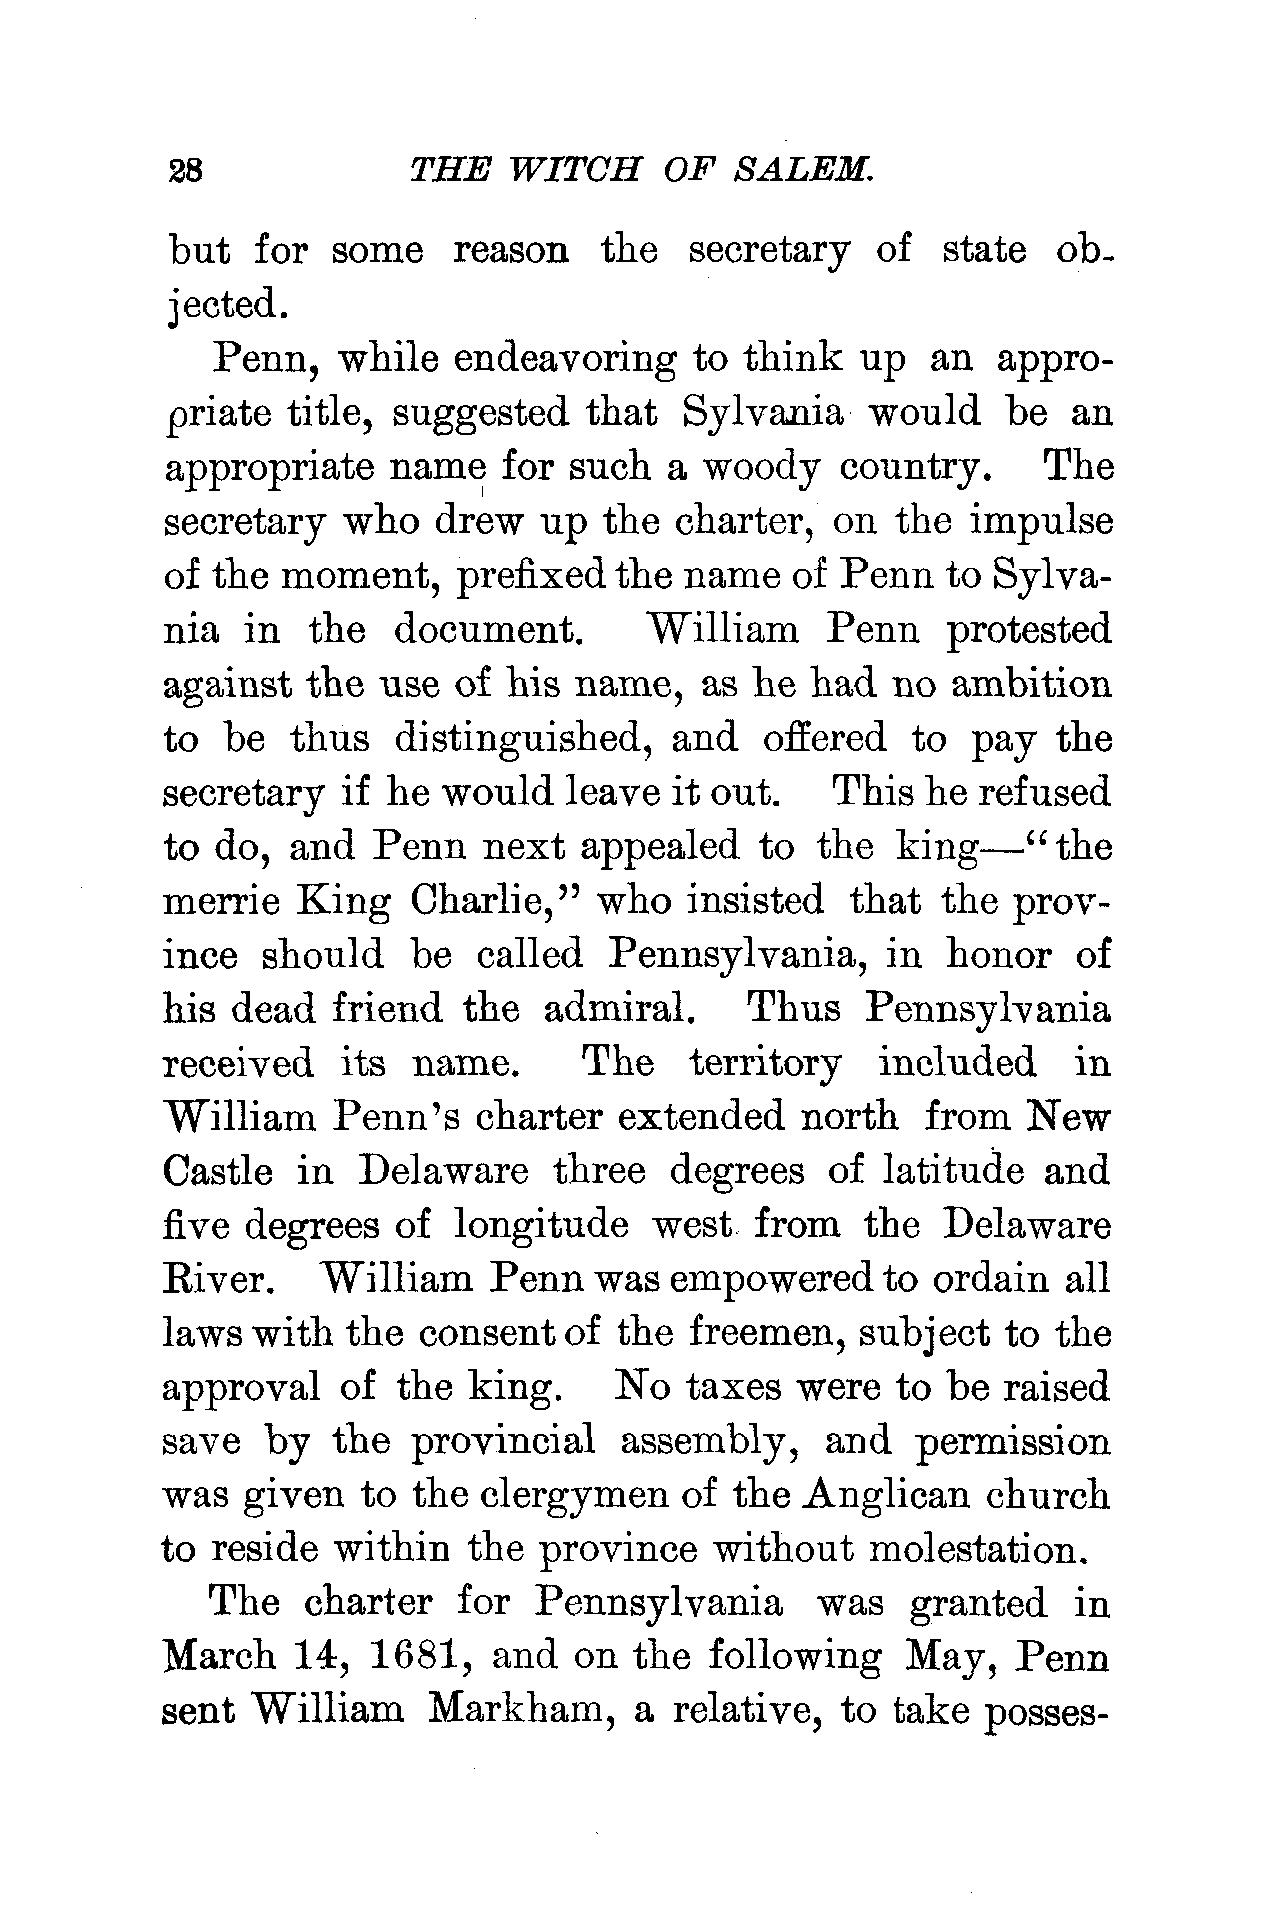 28 THE WITCH OF SALEM.
but for some reason the secretary of state ob-
jected.
Penn, while endeavoring to think up an appro-
priate title, suggested that Sylvania would be an
appropriate name for such a woody country. The
secretary who drew up the charter, on the impulse
of the moment, prefixed the name of Penn to Sylva-
nia in the document. William Penn protested
against the use of his name, as he had no ambition
to be thus distinguished, and offered to pay the
secretary if he would leave it out. This he refused
to do, and Penn next appealed to the king—“the
merrie King Charlie,” who insisted that the prov-
ince should be called Pennsylvania, in honor of
his dead friend the admiral. Thus Pennsylvania
received its name. The territory included in
William Penn’s charter extended north from New
Castle in Delaware three degrees of latitude and
five degrees of longitude west from the Delaware
River. William Penn was empowered to ordain all
laws with the consent of the freemen, subject to the
approval of the king. No taxes were to be raised
save by the provincial assembly, and permission
was given to the clergymen of the Anglican church
to reside within the province without molestation.
The charter for Pennsylvania was granted in
March 14, 1681, and on the following May, Penn
sent William Markham, a relative, to take posses-